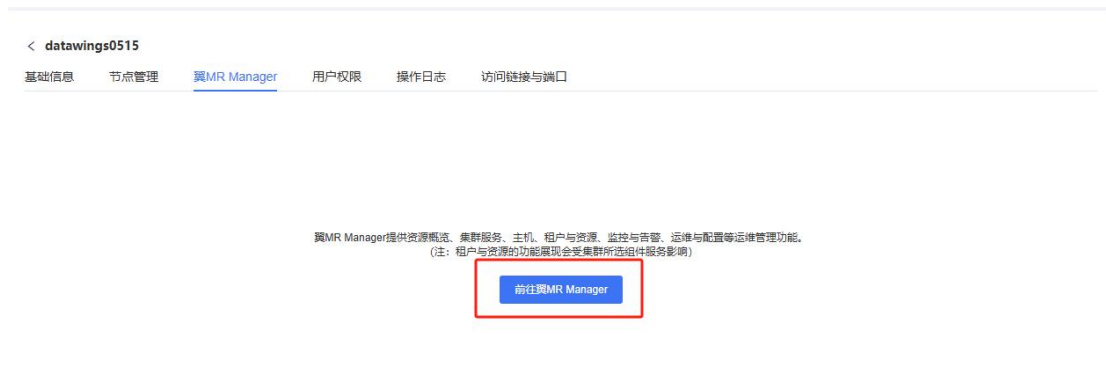 < datawings0515
基础信息 节点管理 翼MR Manager 用户权限 操作日志 访问链接与端口
翼MR Manager提供资源概览、集群服务、主机、租户与资源、监控与告警、运维与配置等运维管理功能。
(注：租户与资源的功能展现会受集群所选组件服务影响)
前往翼MR Manager